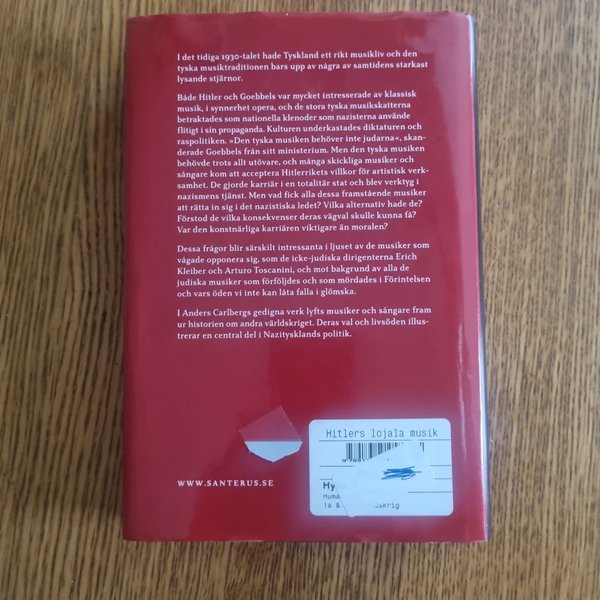 I det tidiga 1930-talet hade Tyskland ett rikt musikliv och den
tyska musiktraditionen bars upp av några av samtidens starkast
lysande stjärnor.
Både Hitler och Goebbels var mycket intresserade av klassisk
musik, i synnerhet opera, och de stora tyska musikskatterna
betraktades som nationella klenoder som nazisterna använde
flitigt i sin propaganda. Kulturen underkastades diktaturen och
raspolitiken. »Den tyska musiken behöver inte judarna«, skan-
derade Goebbels från sitt ministerium. Men den tyska musiken
behövde trots allt utövare, och många skickliga musiker och
sångare kom att acceptera Hitlerrikets villkor för artistisk verk-
samhet. De gjorde karriär i en totalitär stat och blev verktyg i
nazismens tjänst. Men vad fick alla dessa framstående musiker
att rätta in sig i det nazistiska ledet? Vilka alternativ hade de?
Förstod de vilka konsekvenser deras vägval skulle kunna få?
Var den konstnärliga karriären viktigare än moralen?
Dessa frågor blir särskilt intressanta i ljuset av de musiker som
vågade opponera sig, som de icke-judiska dirigenterna Erich
Kleiber och Arturo Toscanini, och mot bakgrund av alla de
judiska musiker som förföljdes och som mördades i Förintelsen
och vars öden vi inte kan låta falla i glömska.
I Anders Carlbergs gedigna verk lyfts musiker och sångare fram
ur historien om andra världskriget. Deras val och livsöden illust-
rerar en central del i Nazitysklands politik.
Hitlers lojala musik
WWW.SANTERUS.SE
1a &